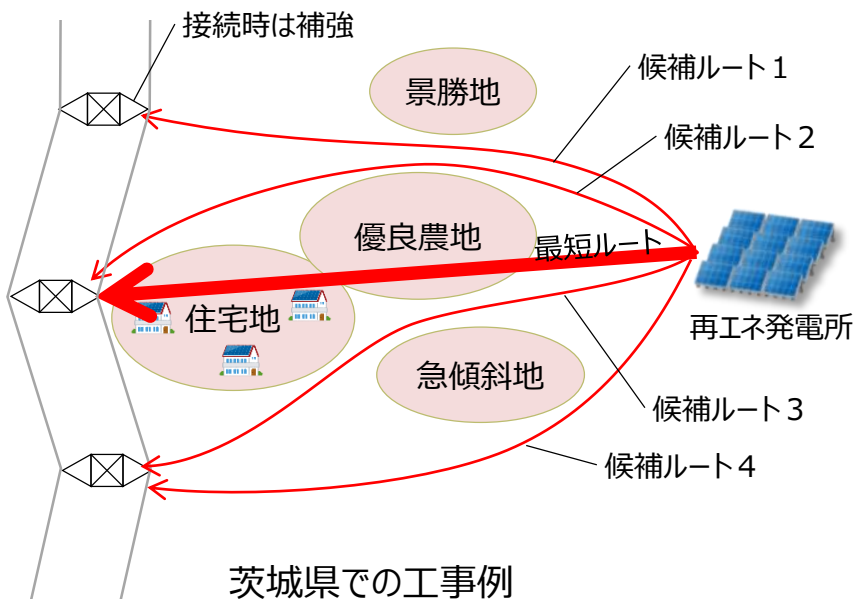 接続時は補強
景勝地
候補ルート１
候補ルート２
優良農地
最短ルート
住宅地
再エネ発電所
急傾斜地
候補ルート３
候補ルート４
茨城県での工事例